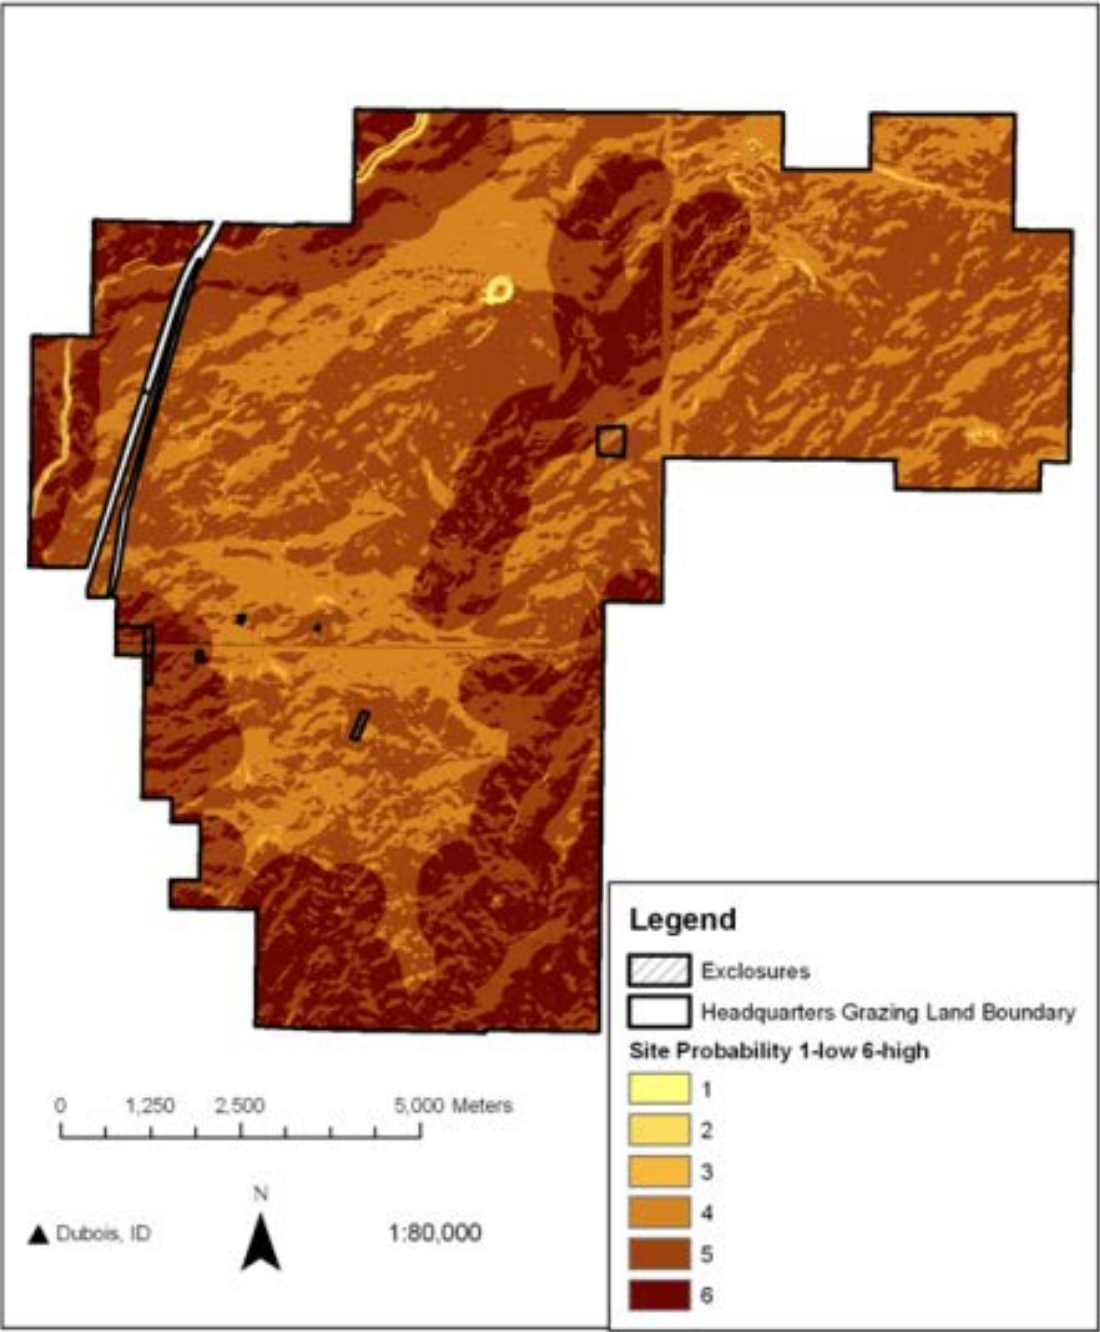 Legend
Exclosures
Headquarters Grazing Land Boundary
Site Probability 1-low 6-high
1
2
3
4
5
6
0 1,250 2,500 5,000 Meters
N
Dubois, ID 1:80,000